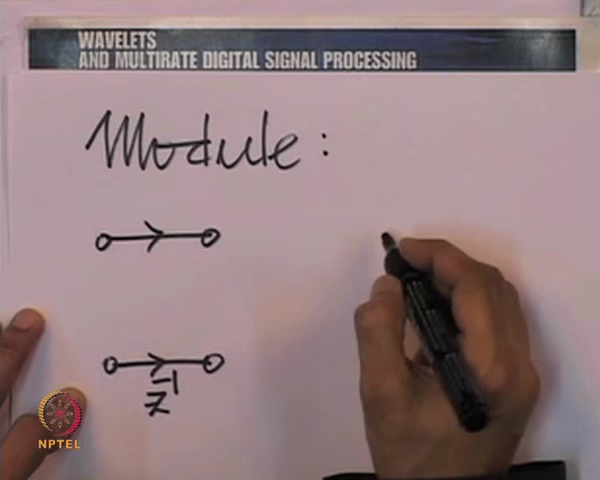 WAVELETS
AND MULTIRATE DIGITAL SIGNAL PROCESSING
Module :
z⁻¹
NPTEL